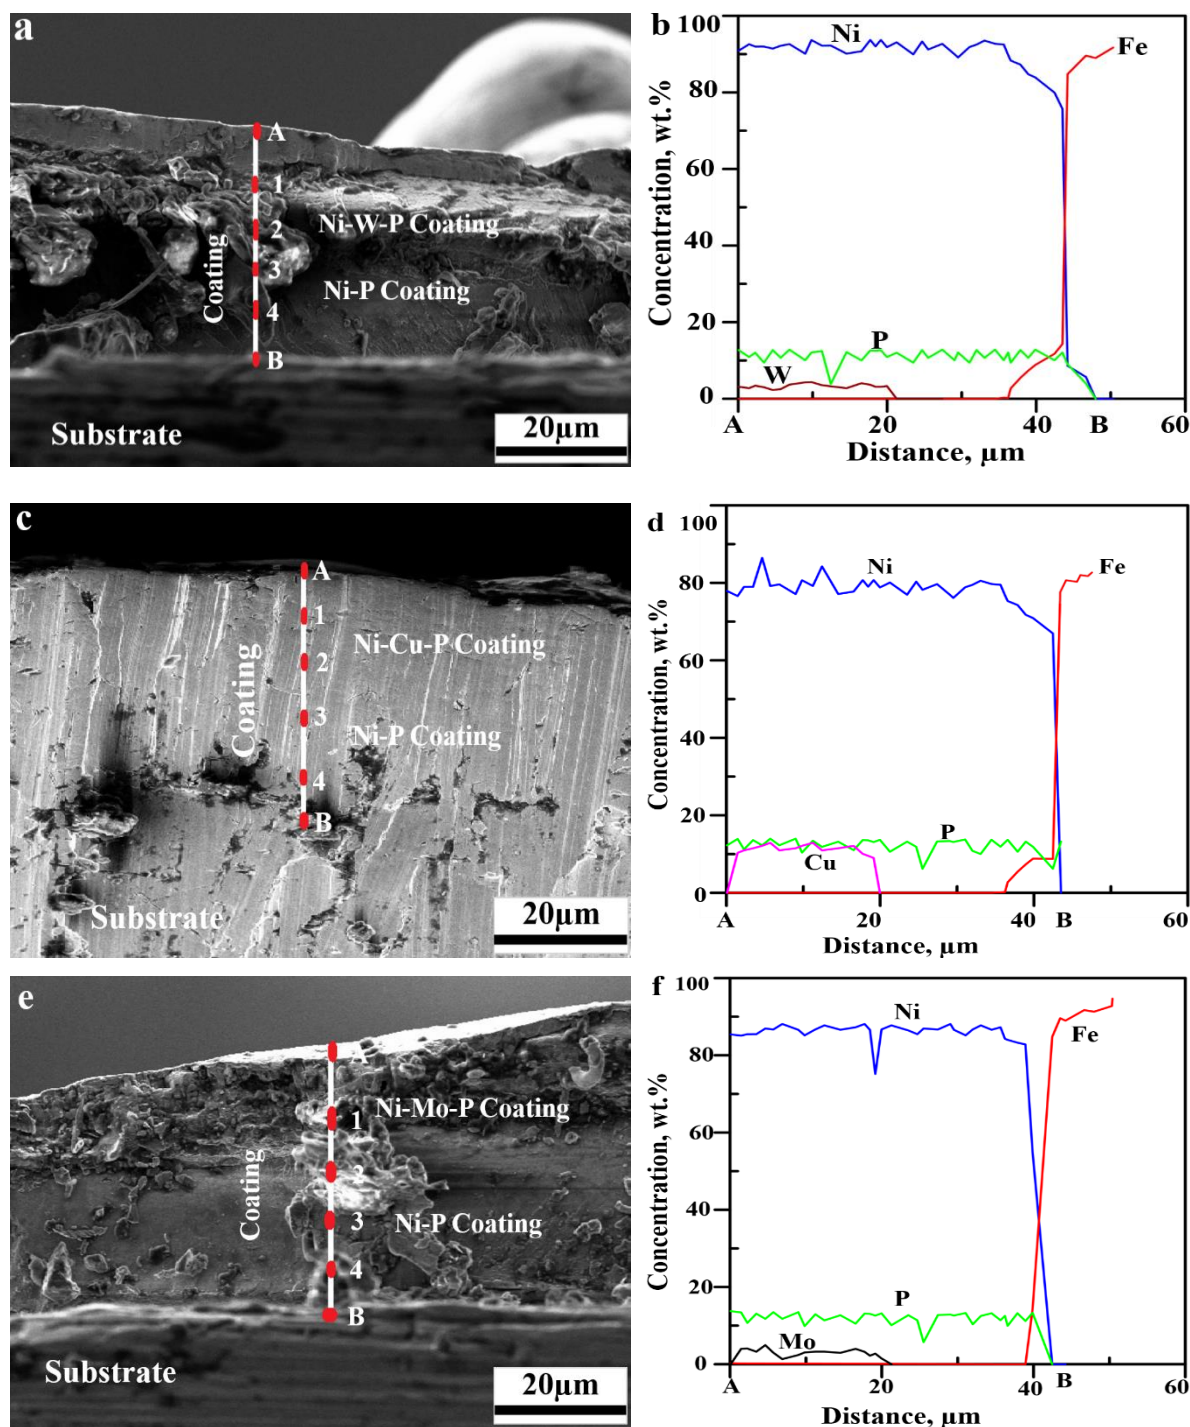 a
A
1
Ni-W-P Coating
2
Coating
3
Ni-P Coating
4
B
Substrate
20μm
b
100
Ni
Fe
80
60
40
20
P
W
0
A
20
40
B
60
Concentration, wt.%
Distance, μm
c
A
1
Ni-Cu-P Coating
2
Coating
3
Ni-P Coating
4
B
Substrate
20μm
d
100
Ni
Fe
80
60
40
20
P
Cu
0
A
20
40
B
60
Concentration, wt.%
Distance, μm
e
A
Ni-Mo-P Coating
1
2
Coating
3
Ni-P Coating
4
B
Substrate
20μm
f
100
Ni
Fe
80
60
40
20
P
Mo
0
A
20
40
B
60
Concentration, wt.%
Distance, μm